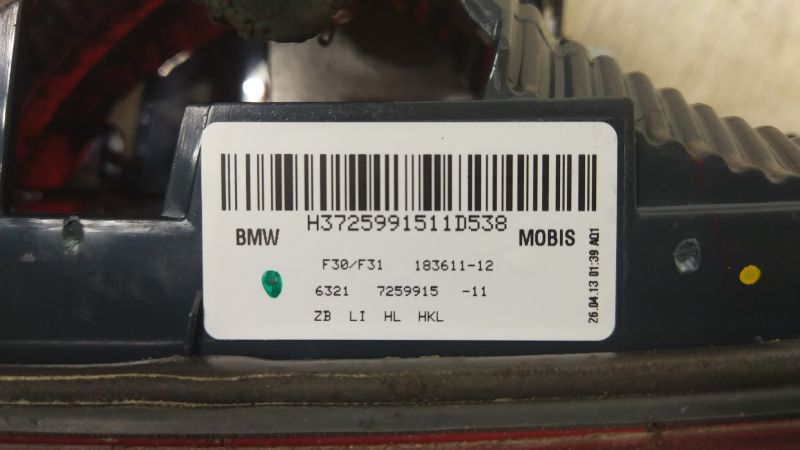 H3725991511D538
BMW MOBIS
F30/F31 183611-12
6321 7259915 -11
ZB LI HL HKL
26.04.13 01:39 A01